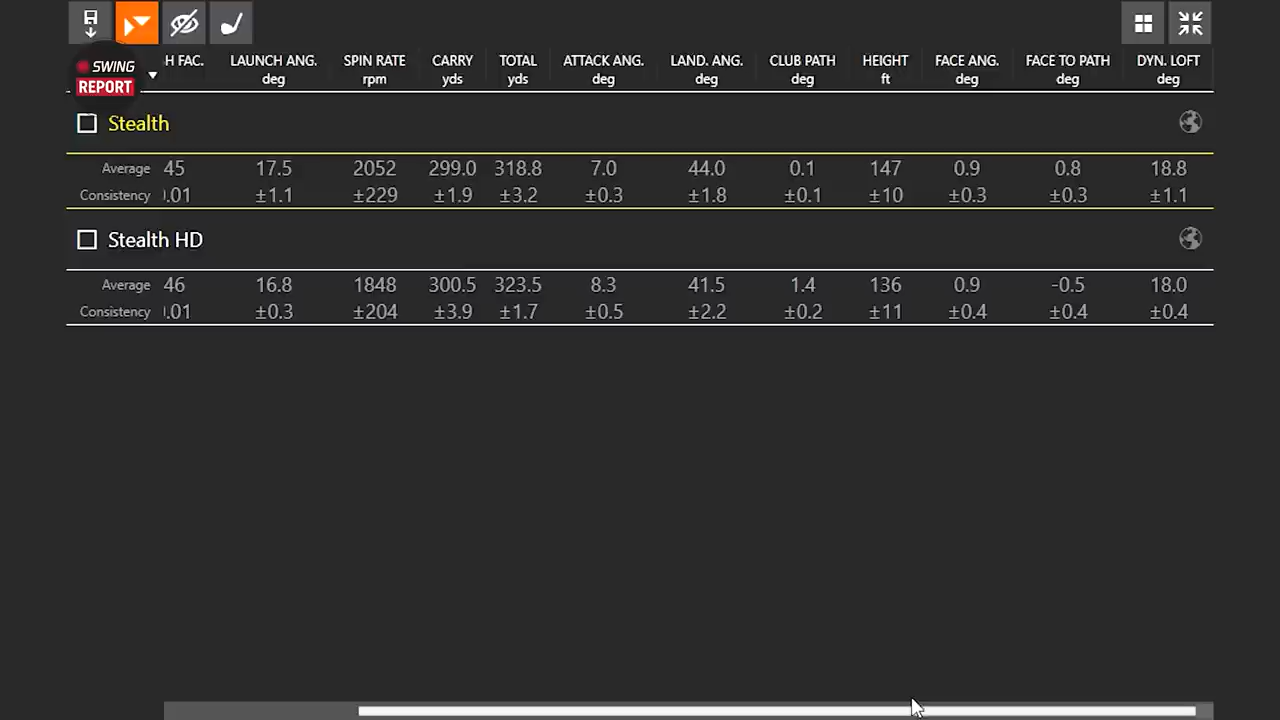 SWING
REPORT
H FAC. LAUNCH ANG. SPIN RATE CARRY TOTAL ATTACK ANG. LAND. ANG. CLUB PATH HEIGHT FACE ANG. FACE TO PATH DYN. LOFT
deg rpm yds yds deg deg deg ft deg deg deg
Stealth
Average 45 17.5 2052 299.0 318.8 7.0 44.0 0.1 147 0.9 0.8 18.8
Consistency .01 ±1.1 ±229 ±1.9 ±3.2 ±0.3 ±1.8 ±0.1 ±10 ±0.3 ±0.3 ±1.1
Stealth HD
Average 46 16.8 1848 300.5 323.5 8.3 41.5 1.4 136 0.9 -0.5 18.0
Consistency .01 ±0.3 ±204 ±3.9 ±1.7 ±0.5 ±2.2 ±0.2 ±11 ±0.4 ±0.4 ±0.4